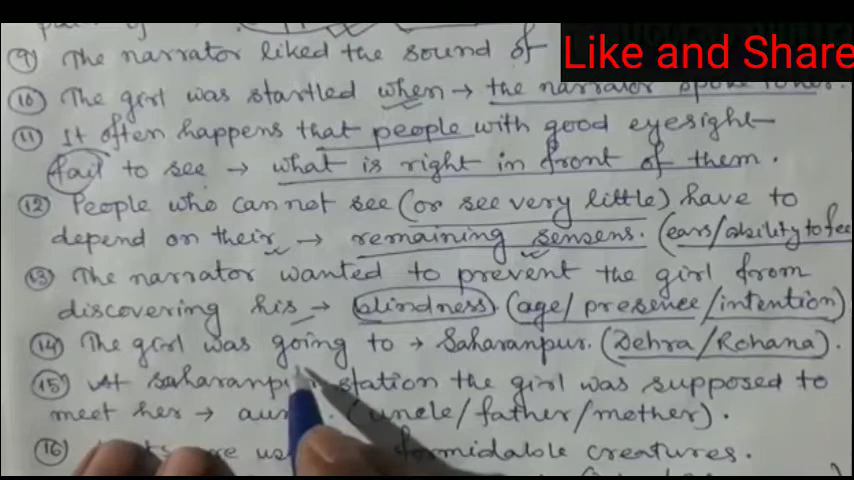 ⑨ The narrator liked the sound of
Like and Share
⑩ The girl was startled when → the narrator spoke
⑪ It often happens that people with good eyesight
fail to see → what is right in front of them.
⑫ People who can not see (or see very little) have to
depend on their → remaining sensens. (ears/ability to fee
⑬ The narrator wanted to prevent the girl from
discovering his → blindness. (age/presence/intention)
⑭ The girl was going to → Saharanpur. (Dehra/Rohana).
⑮ At saharanpur station the girl was supposed to
meet her → (uncle/father/mother).
⑯ formidable creatures.